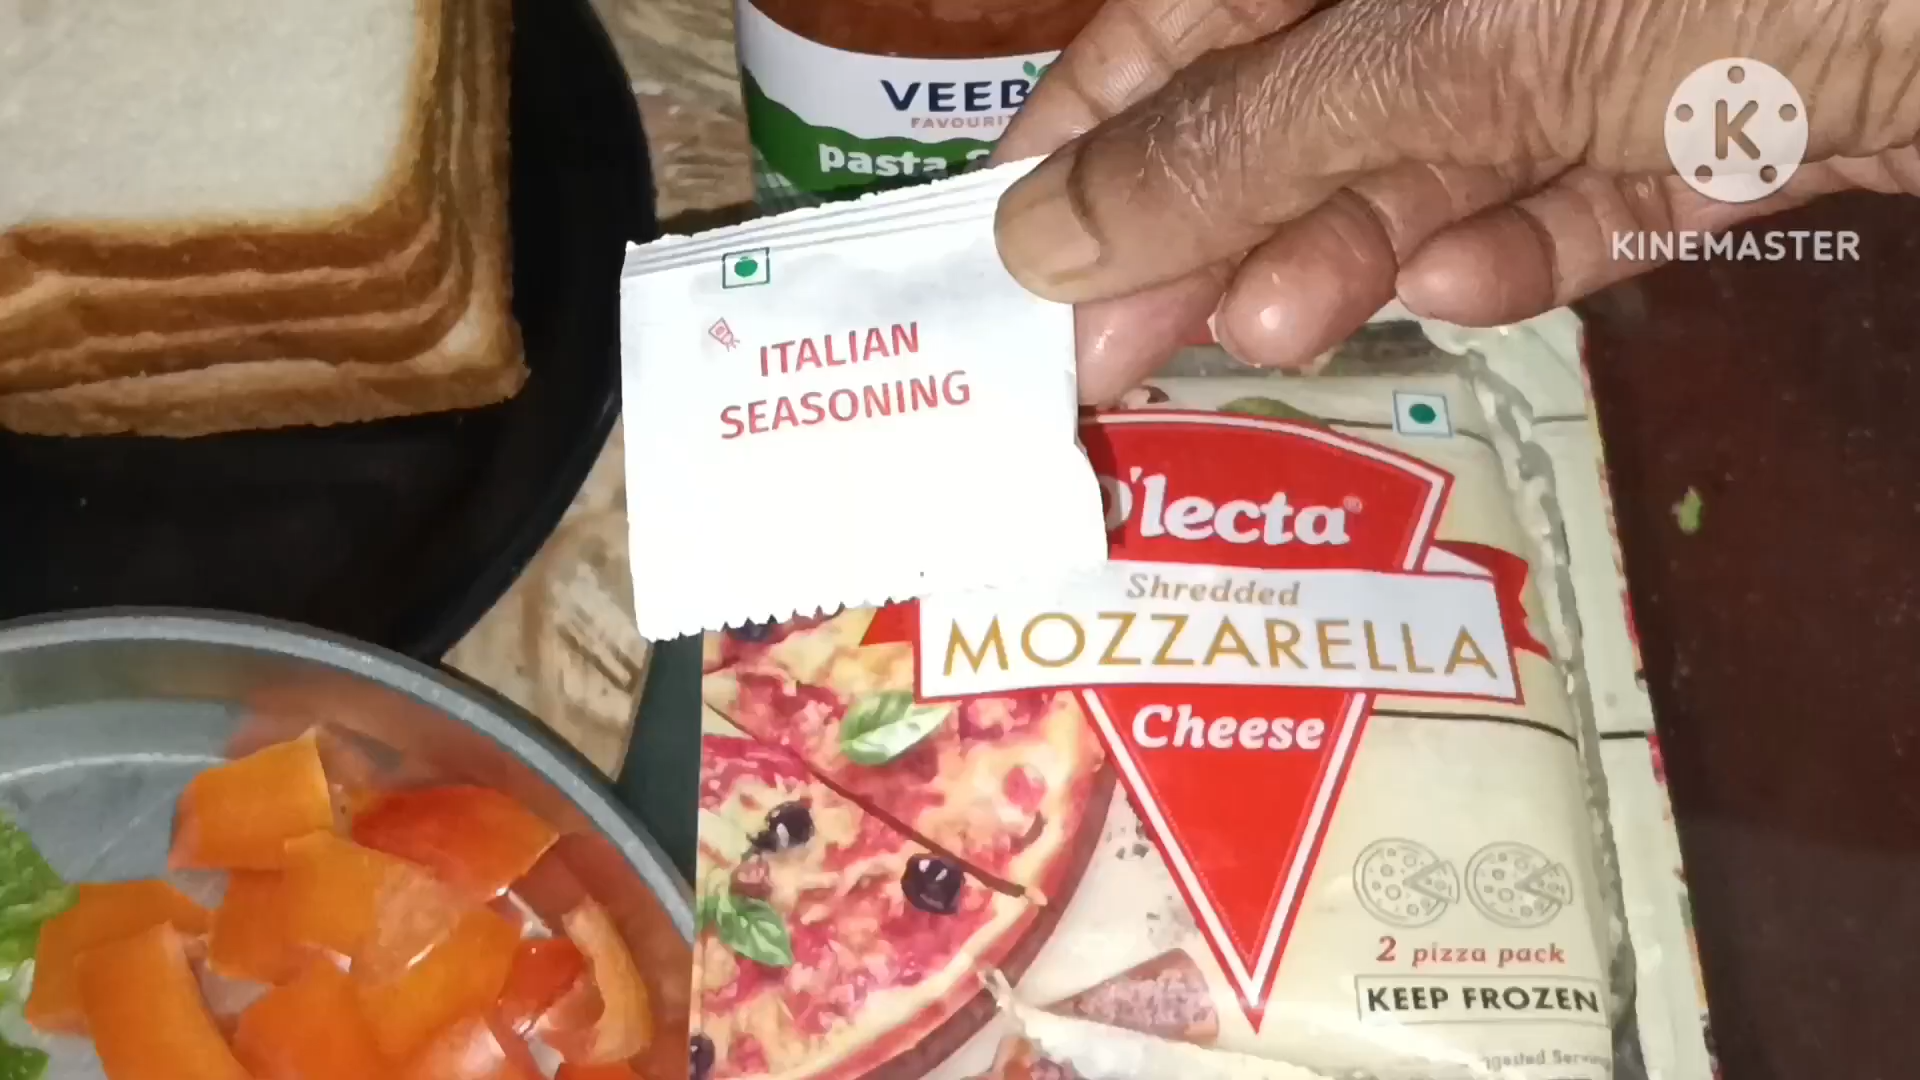 VEEB
FAVOURIT
pasta
K
KINEMASTER
ITALIAN
SEASONING
D'lecta®
Shredded
MOZZARELLA
Cheese
2 pizza pack
KEEP FROZEN